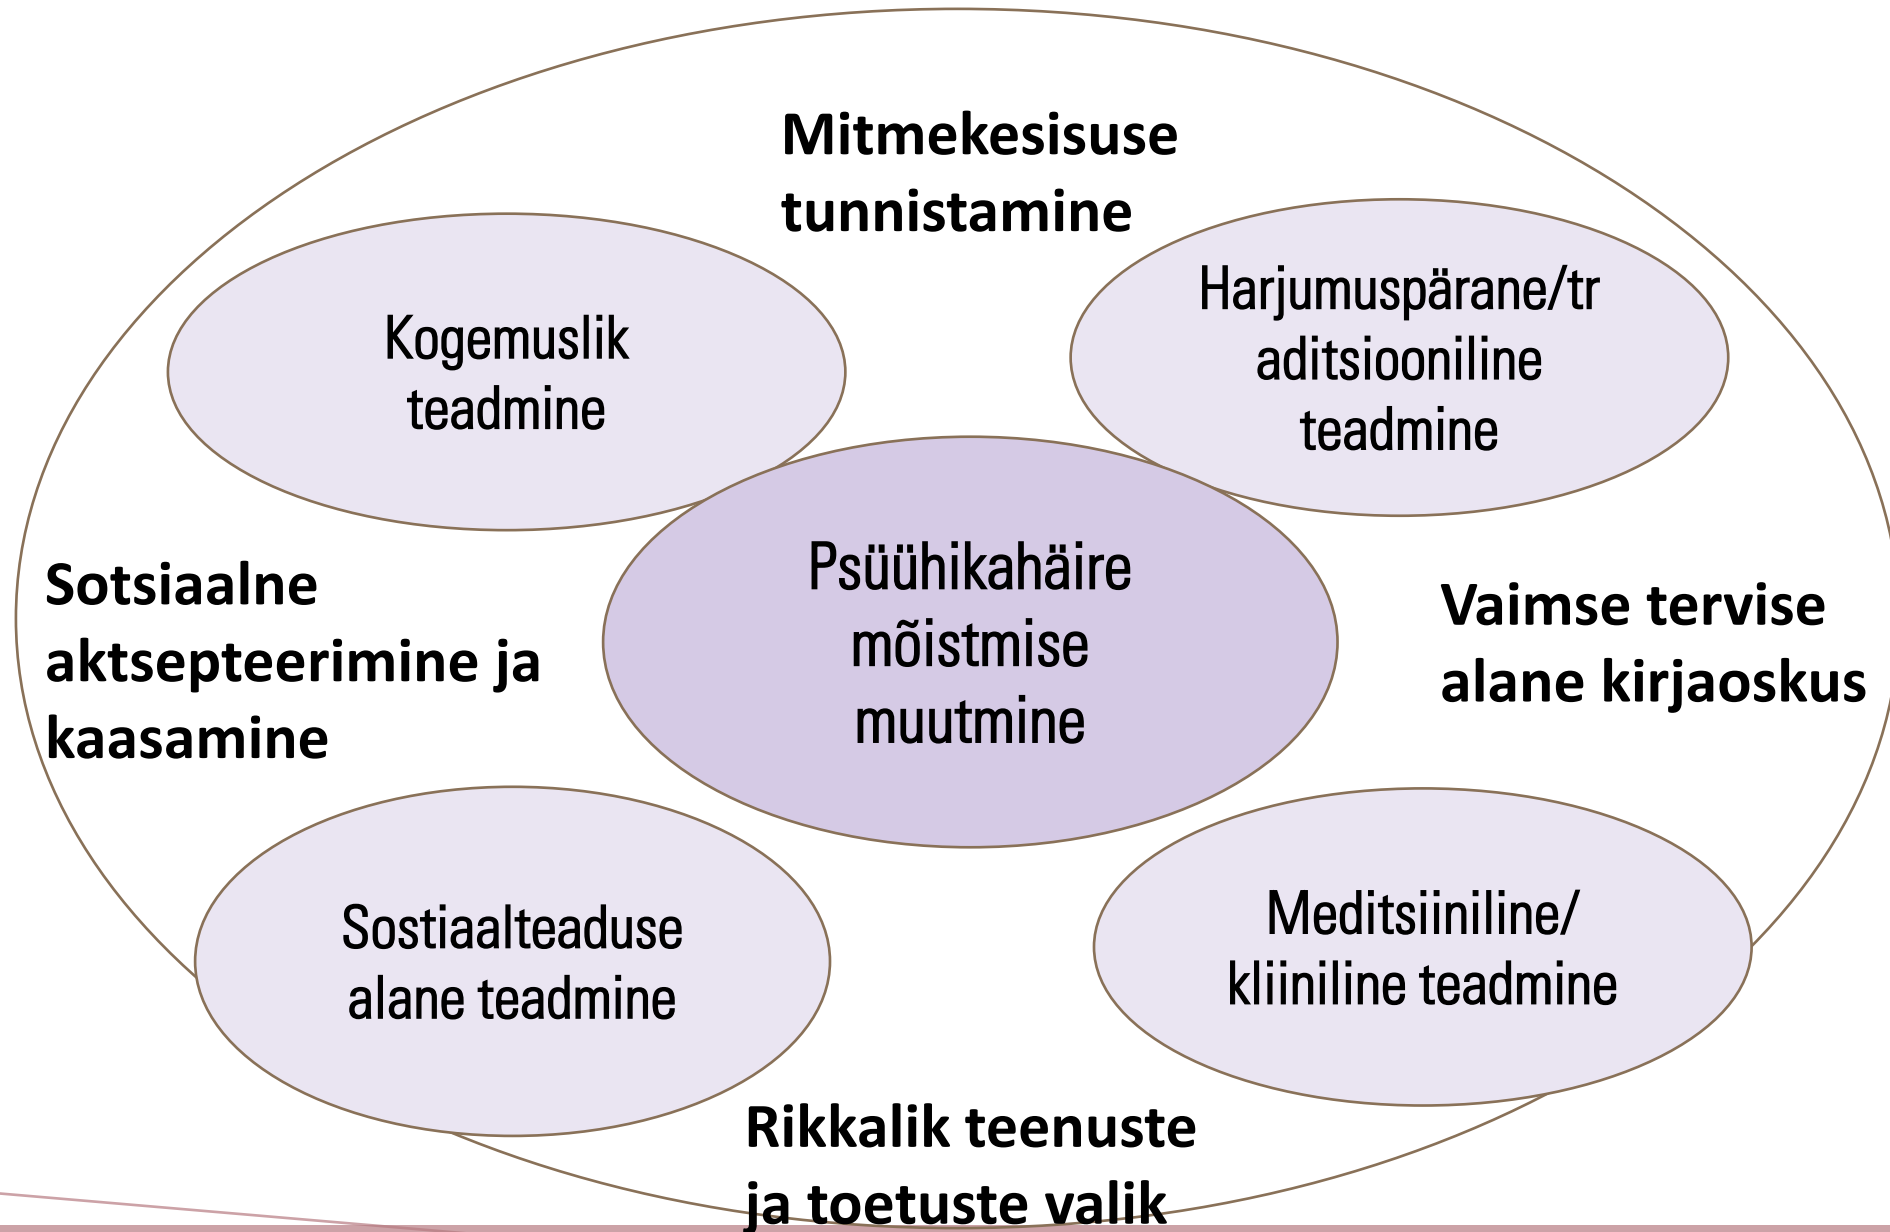 Mitmekesisuse
tunnistamine
Kogemuslik
teadmine
Harjumuspärane/tr
aditsiooniline
teadmine
Psüühikahäire
mõistmise
muutmine
Sotsiaalne
aktsepteerimine ja
kaasamine
Vaimse tervise
alane kirjaoskus
Sostiaalteaduse
alane teadmine
Meditsiiniline/
kliiniline teadmine
Rikkalik teenuste
ja toetuste valik